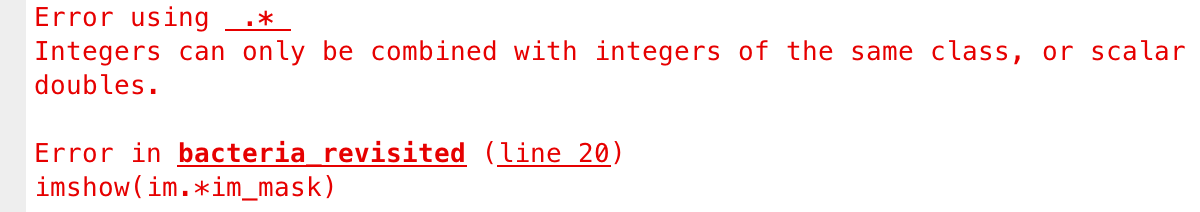 Error using  .*
Integers can only be combined with integers of the same class, or scalar
doubles.
Error in bacteria_revisited (line 20)
imshow(im.*im_mask)